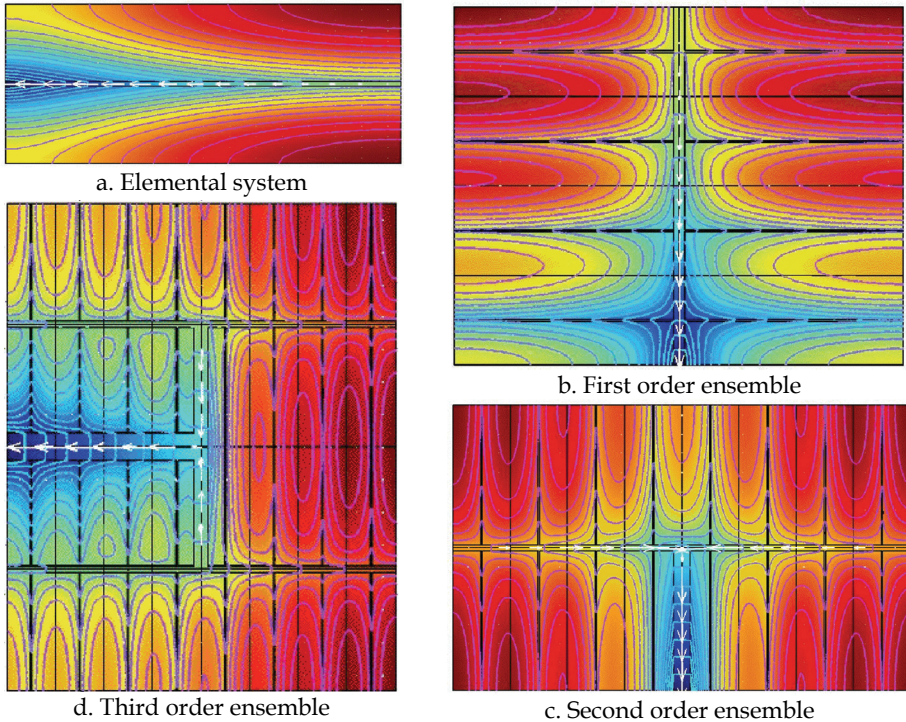 a. Elemental system
b. First order ensemble
c. Second order ensemble
d. Third order ensemble